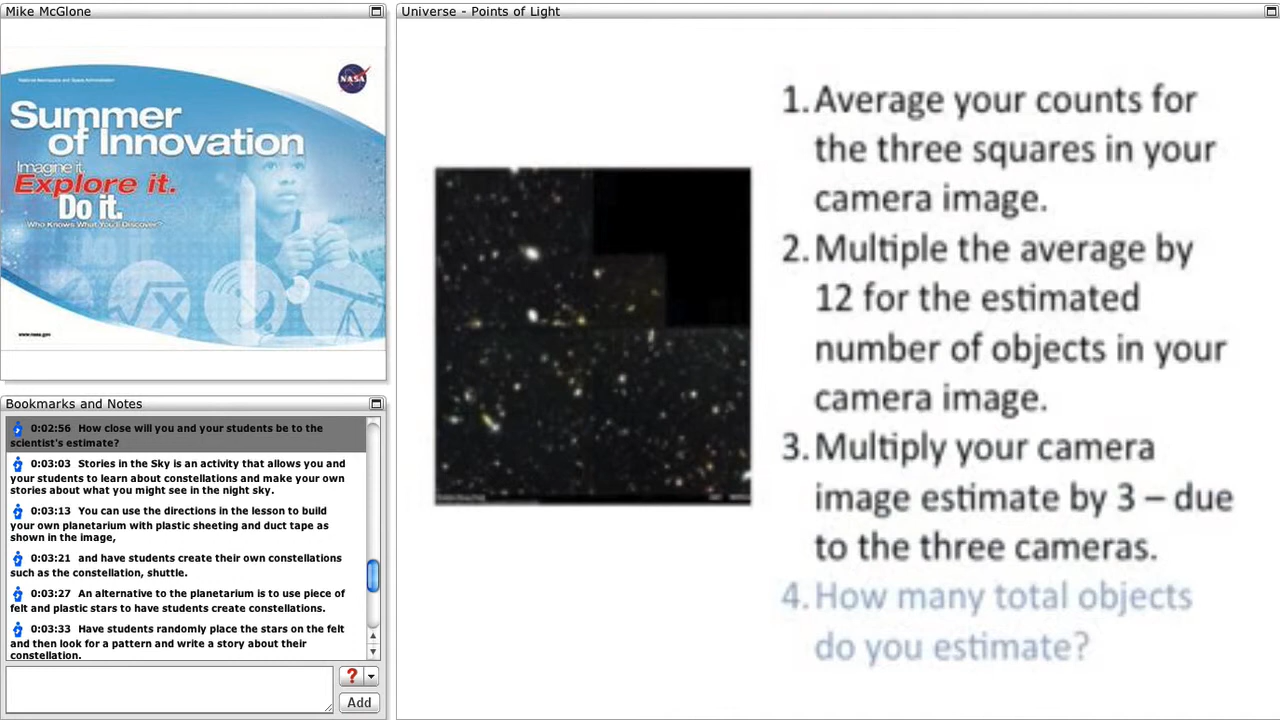 Mike McGlone
National Aeronautics and Space Administration
NASA
Summer
of Innovation
Imagine it.
Explore it.
Do it.
Who Knows What You'll Discover?
www.nasa.gov
Bookmarks and Notes
0:02:56 How close will you and your students be to the
scientist's estimate?
0:03:03 Stories in the Sky is an activity that allows you and
your students to learn about constellations and make your own
stories about what you might see in the night sky.
0:03:13 You can use the directions in the lesson to build
your own planetarium with plastic sheeting and duct tape as
shown in the image,
0:03:21 and have students create their own constellations
such as the constellation, shuttle.
0:03:27 An alternative to the planetarium is to use piece of
felt and plastic stars to have students create constellations.
0:03:33 Have students randomly place the stars on the felt
and then look for a pattern and write a story about their
constellation.
?
Add
Universe - Points of Light
1. Average your counts for
the three squares in your
camera image.
2. Multiple the average by
12 for the estimated
number of objects in your
camera image.
3. Multiply your camera
image estimate by 3 – due
to the three cameras.
4. How many total objects
do you estimate?